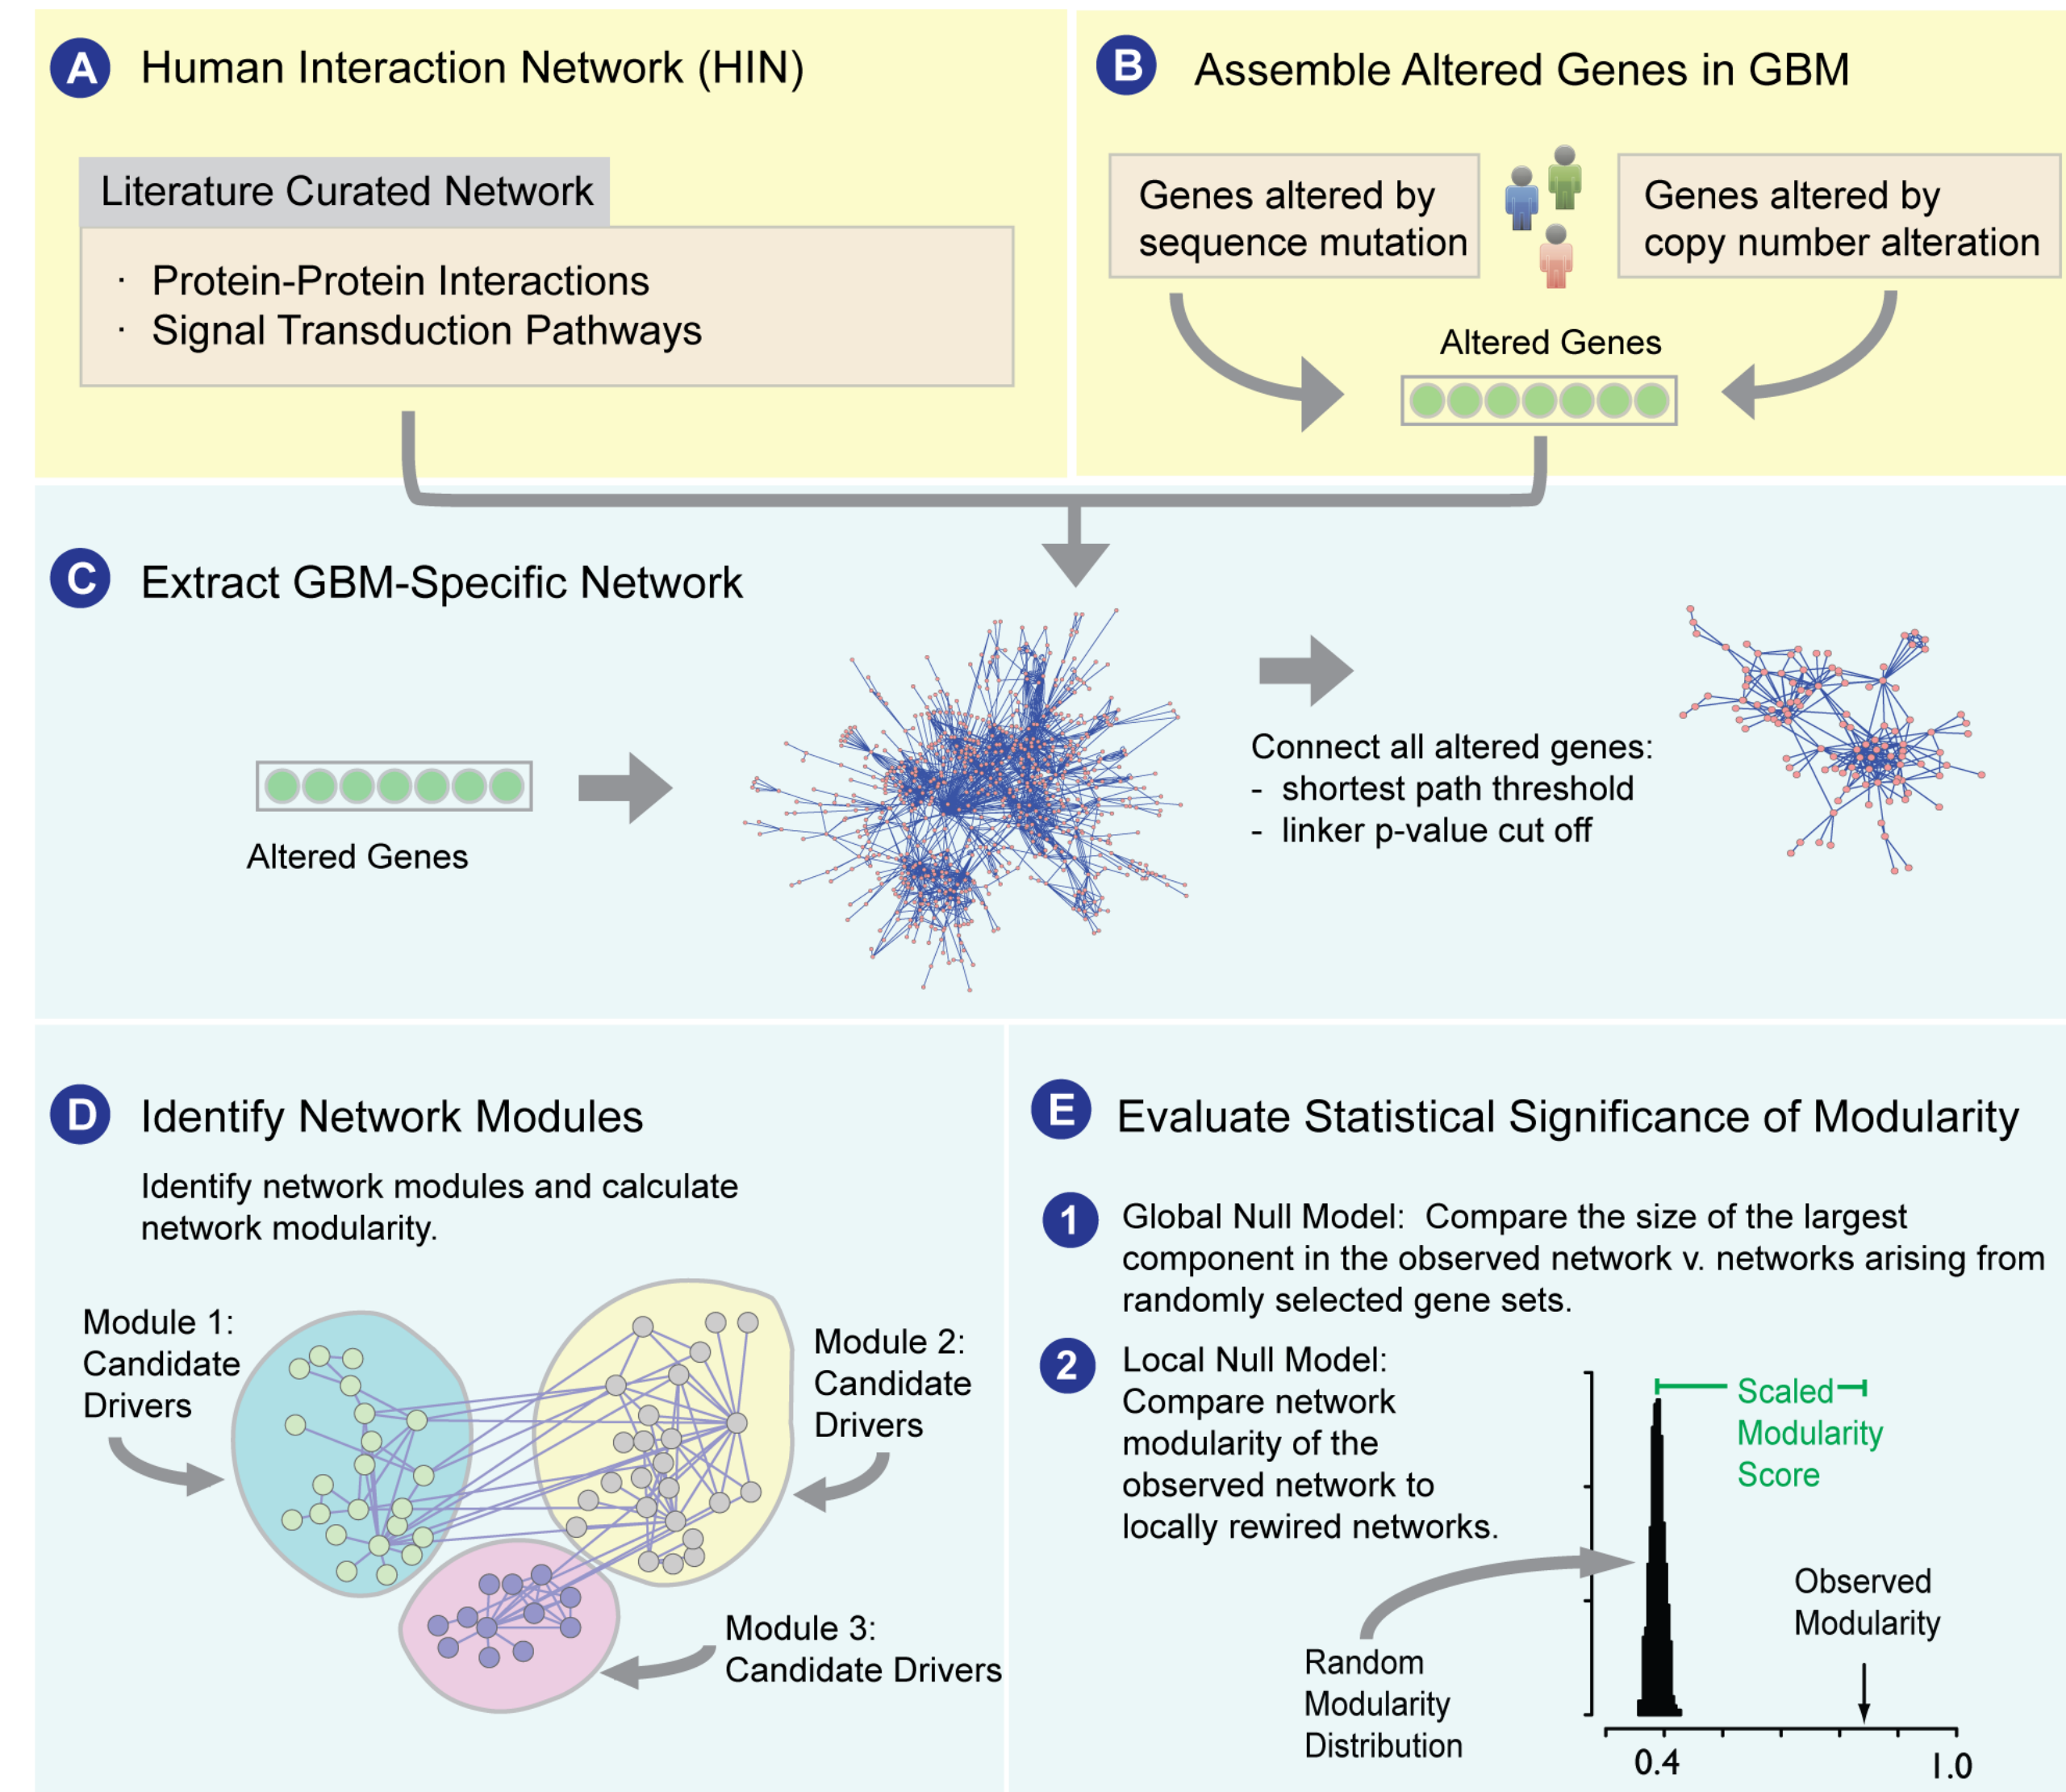 A Human Interaction Network (HIN)
Literature Curated Network
· Protein-Protein Interactions
· Signal Transduction Pathways
B Assemble Altered Genes in GBM
Genes altered by
sequence mutation
Genes altered by
copy number alteration
Altered Genes
C Extract GBM-Specific Network
Altered Genes
Connect all altered genes:
- shortest path threshold
- linker p-value cut off
D Identify Network Modules
Identify network modules and calculate
network modularity.
Module 1:
Candidate
Drivers
Module 2:
Candidate
Drivers
Module 3:
Candidate Drivers
E Evaluate Statistical Significance of Modularity
1 Global Null Model: Compare the size of the largest
component in the observed network v. networks arising from
randomly selected gene sets.
2 Local Null Model:
Compare network
modularity of the
observed network to
locally rewired networks.
Scaled
Modularity
Score
Observed
Modularity
Random
Modularity
Distribution
0.4
1.0